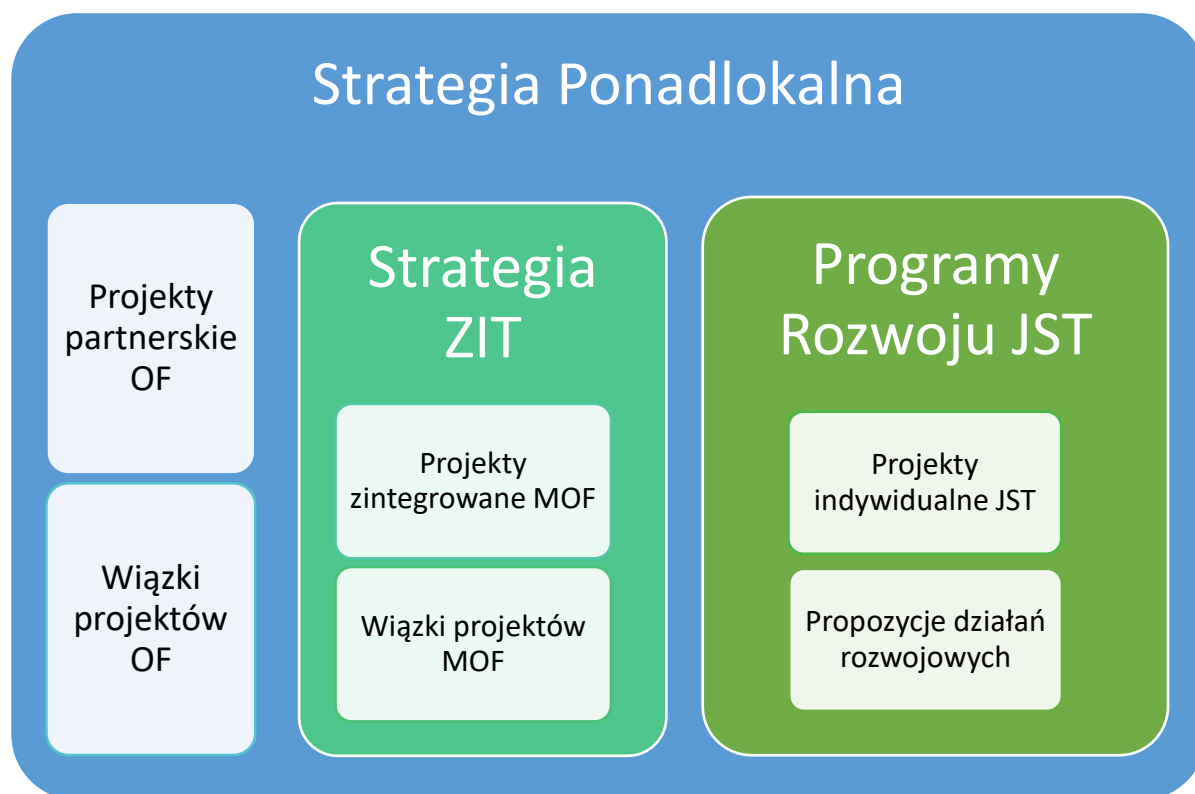 Strategia Ponadlokalna
Projekty
partnerskie
OF
Wiązki
projektów
OF
Strategia
ZIT
Projekty
zintegrowane MOF
Wiązki projektów
MOF
Programy
Rozwoju JST
Projekty
indywidualne JST
Propozycje działań
rozwojowych